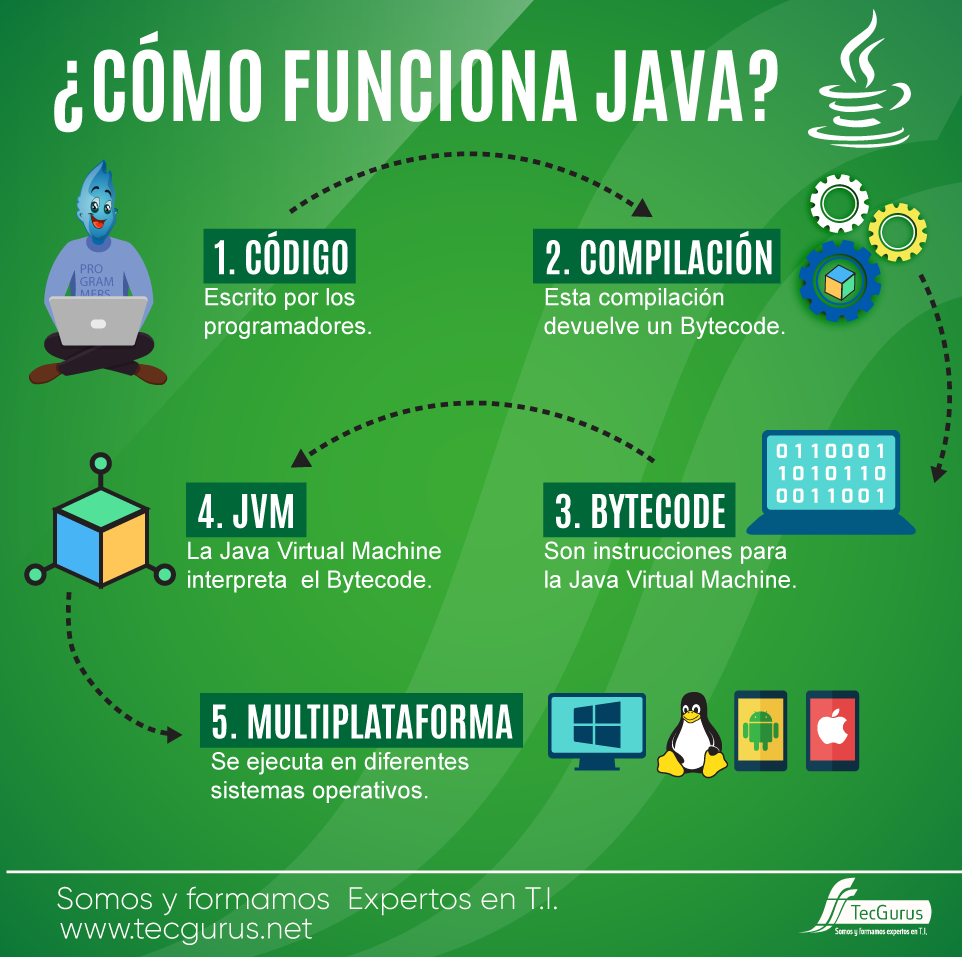 ¿CÓMO FUNCIONA JAVA?
PRO
GRAM
MERS
1. CÓDIGO
Escrito por los
programadores.
2. COMPILACIÓN
Esta compilación
devuelve un Bytecode.
0110001
1010110
0011001
3. BYTECODE
Son instrucciones para
la Java Virtual Machine.
4. JVM
La Java Virtual Machine
interpreta el Bytecode.
5. MULTIPLATAFORMA
Se ejecuta en diferentes
sistemas operativos.
Somos y formamos Expertos en T.I.
www.tecgurus.net
TecGurus
Somos y formamos expertos en T.I.